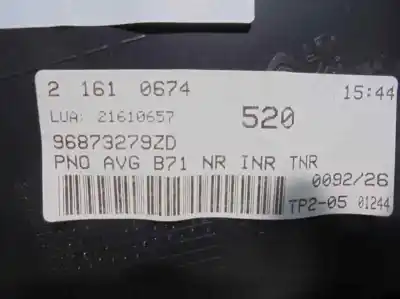 2 161 0674 15:44
LUA: 21610657 520
96873279ZD
PNO AVG B71 NR INR TNR
0092/26
TP2-05 01244